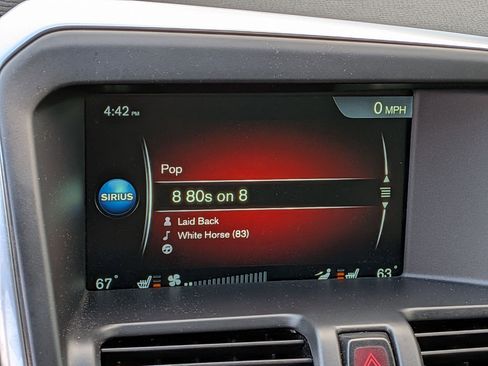 4:42 PM
0 MPH
Pop
SIRIUS
8 80s on 8
Laid Back
White Horse (83)
67°
63°